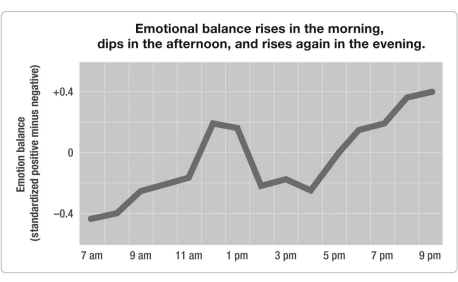 Emotional balance rises in the morning,
dips in the afternoon, and rises again in the evening.
Emotion balance
(standardized positive minus negative)
+0.4
0
–0.4
7 am 9 am 11 am 1 pm 3 pm 5 pm 7 pm 9 pm